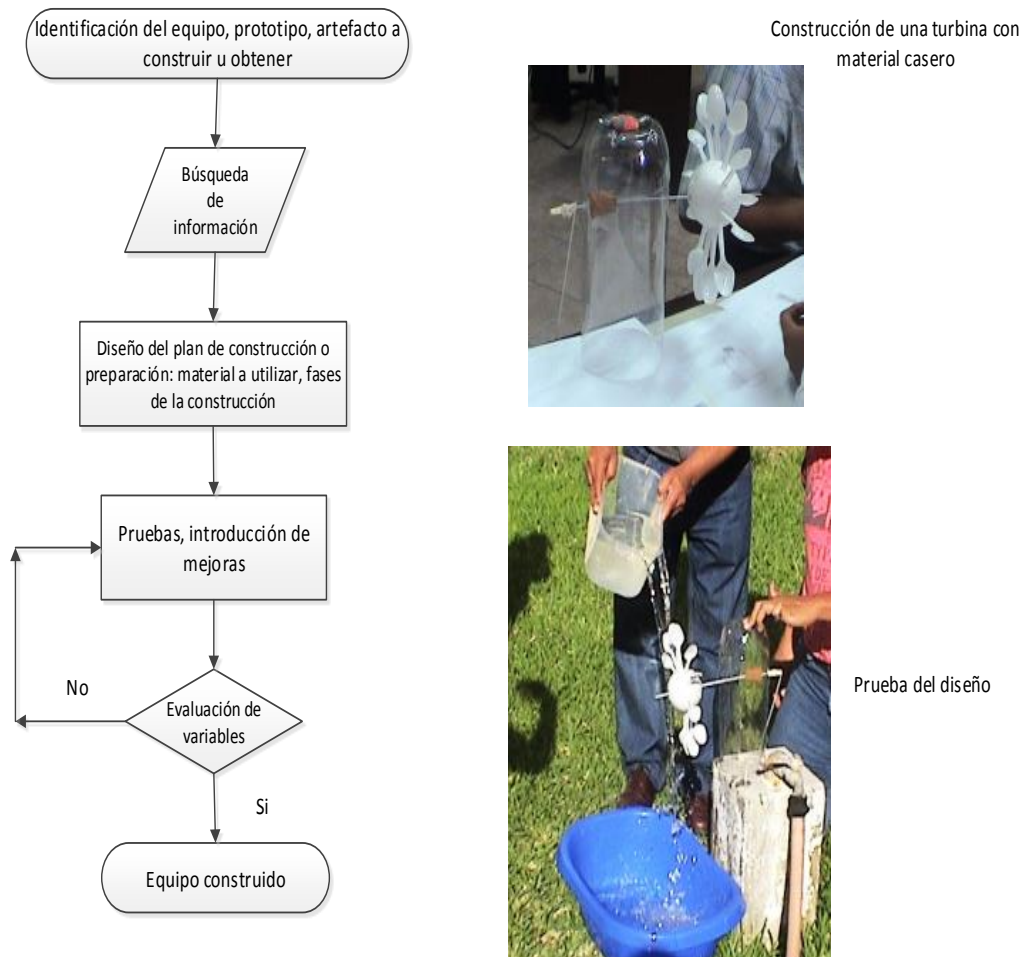 Identificación del equipo, prototipo, artefacto a
construir u obtener
Búsqueda
de
información
Diseño del plan de construcción o
preparación: material a utilizar, fases
de la construcción
Pruebas, introducción de
mejoras
No
Evaluación de
variables
Si
Equipo construido
Construcción de una turbina con
material casero
Prueba del diseño